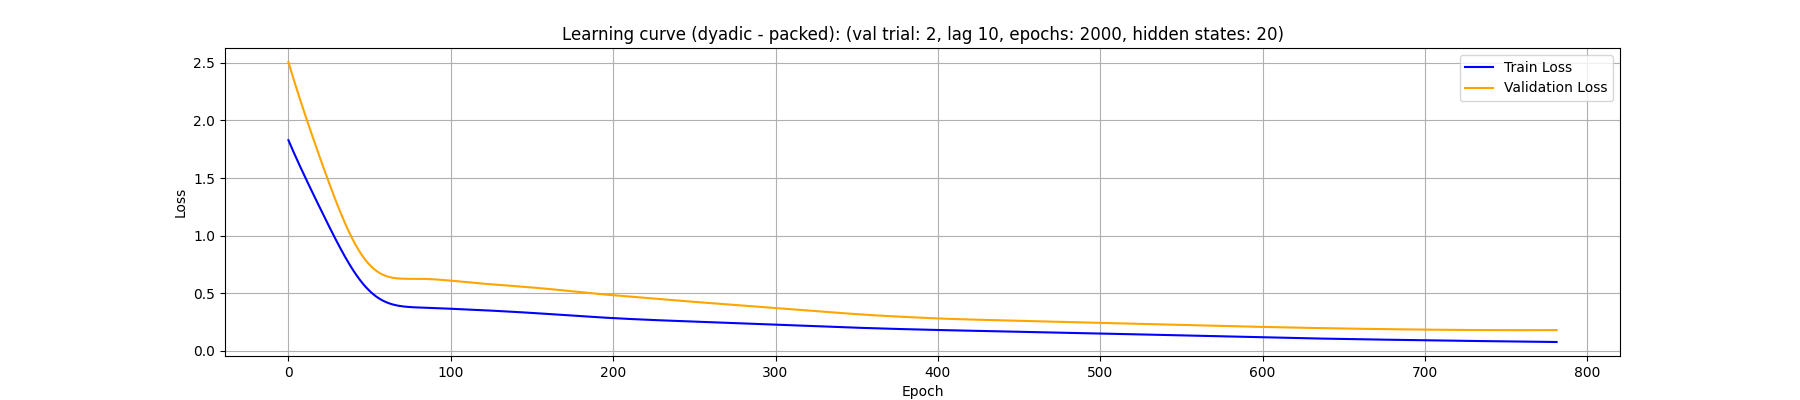 Learning curve (dyadic - packed): (val trial: 2, lag 10, epochs: 2000, hidden states: 20)
Train Loss
Validation Loss
Loss
2.5
2.0
1.5
1.0
0.5
0.0
0 100 200 300 400 500 600 700 800
Epoch